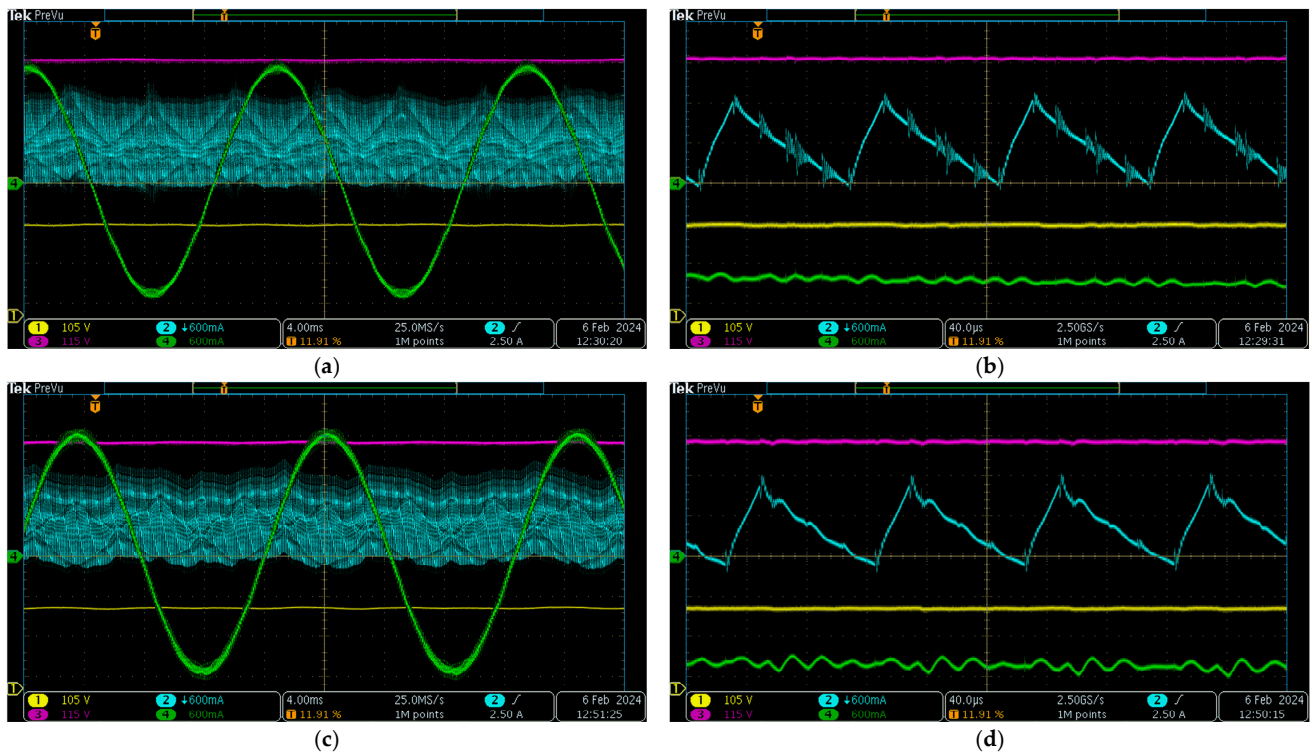 Tek PreVu
T
T
4
T
1 105 V 2 ↓600mA 4.00ms 25.0MS/s 2 ∫ 6 Feb 2024
3 115 V 4 600mA T 11.91 % 1M points 2.50 A 12:30:20
(a)
Tek PreVu
T
T
4
T
1 105 V 2 ↓600mA 40.0µs 2.50GS/s 2 ∫ 6 Feb 2024
3 115 V 4 600mA T 11.91 % 1M points 2.50 A 12:29:31
(b)
Tek PreVu
T
T
4
T
1 105 V 2 ↓600mA 4.00ms 25.0MS/s 2 ∫ 6 Feb 2024
3 115 V 4 600mA T 11.91 % 1M points 2.50 A 12:51:25
(c)
Tek PreVu
T
T
4
T
1 105 V 2 ↓600mA 40.0µs 2.50GS/s 2 ∫ 6 Feb 2024
3 115 V 4 600mA T 11.91 % 1M points 2.50 A 12:50:15
(d)